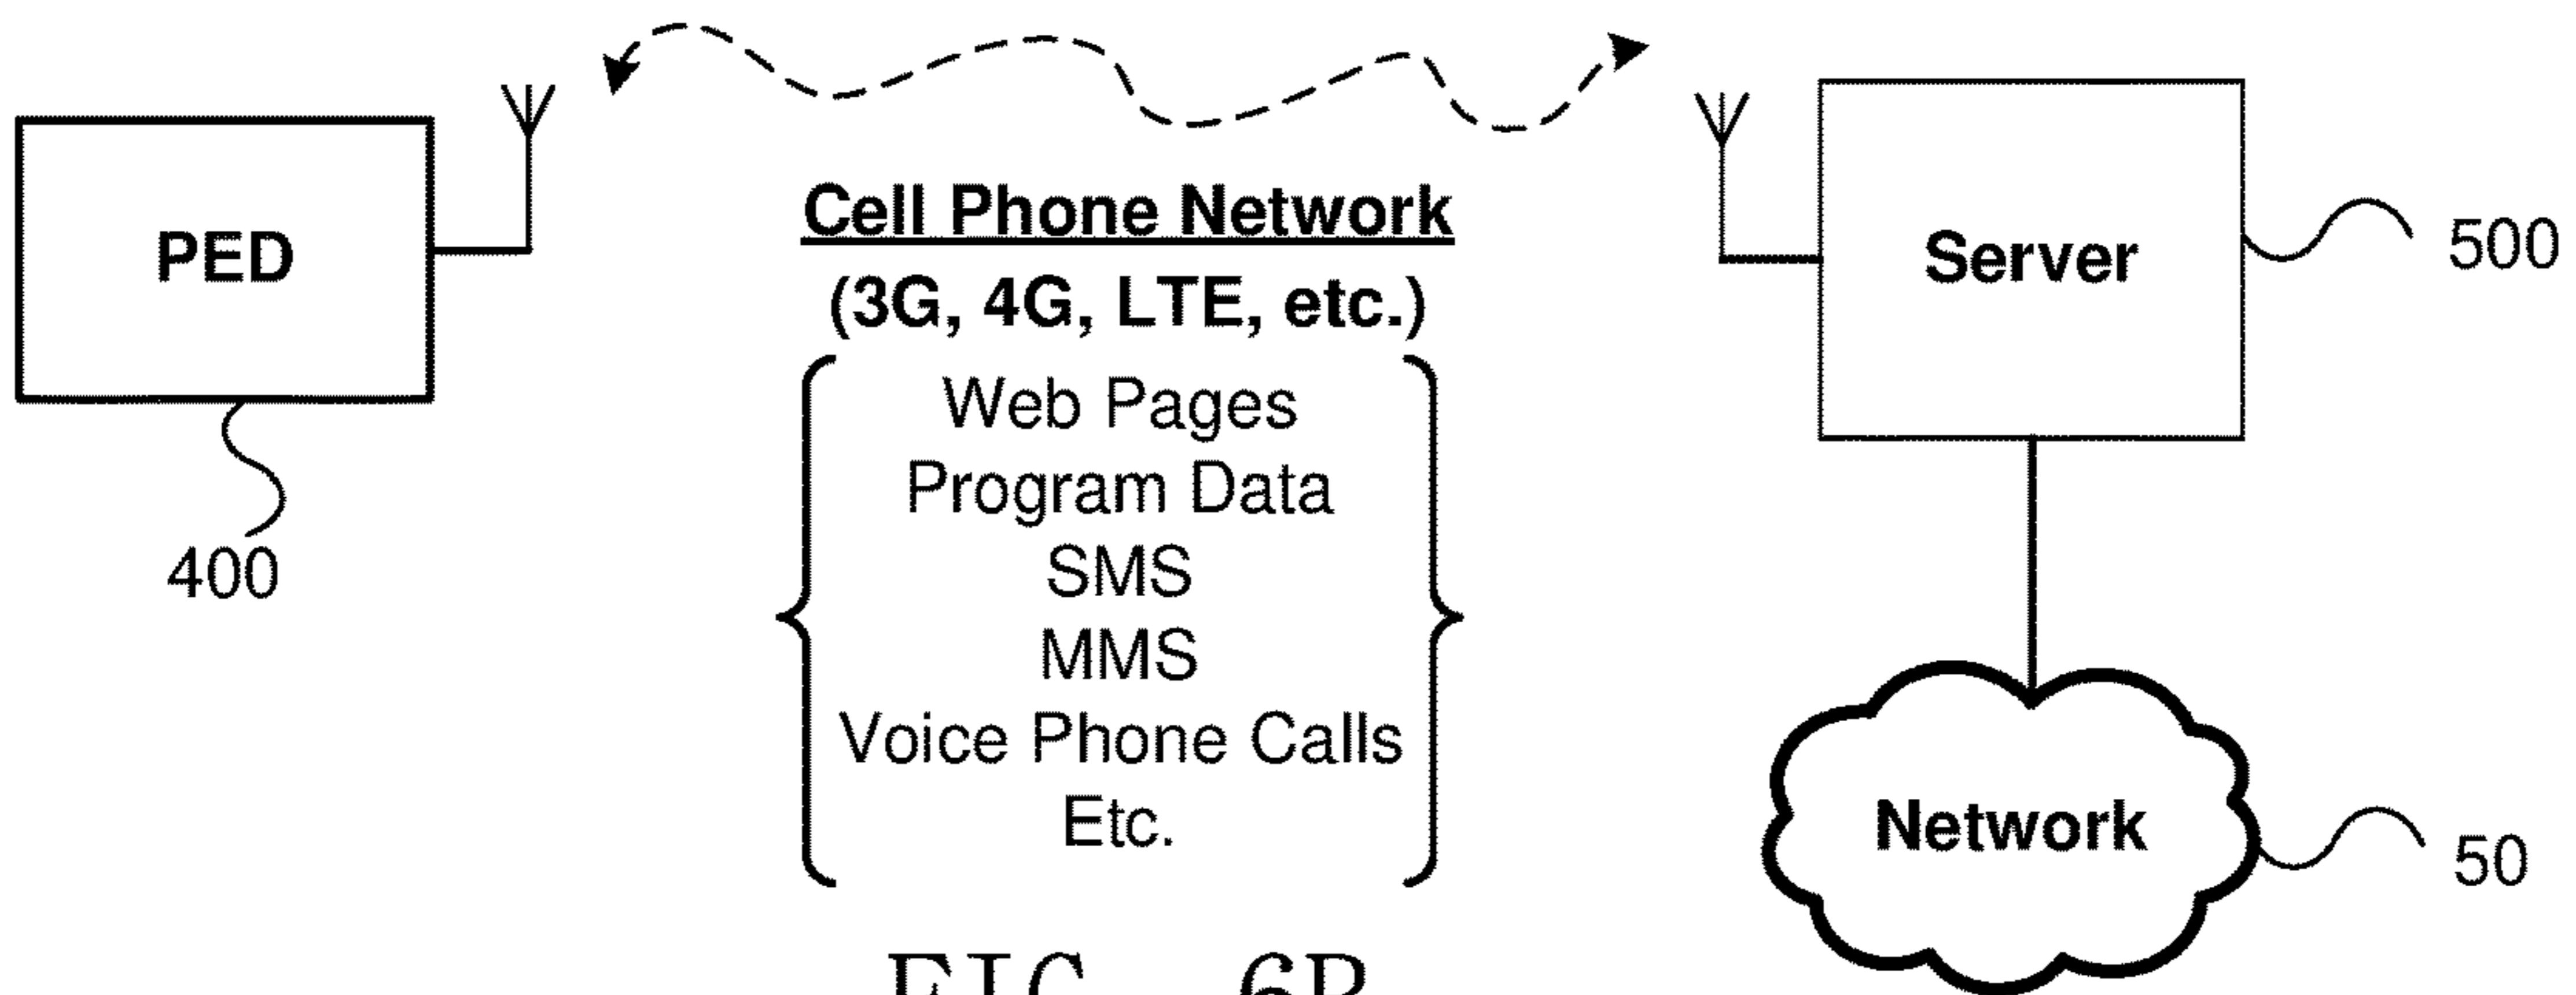 PED
400
Cell Phone Network
(3G, 4G, LTE, etc.)
Web Pages
Program Data
SMS
MMS
Voice Phone Calls
Etc.
Server
500
Network
50